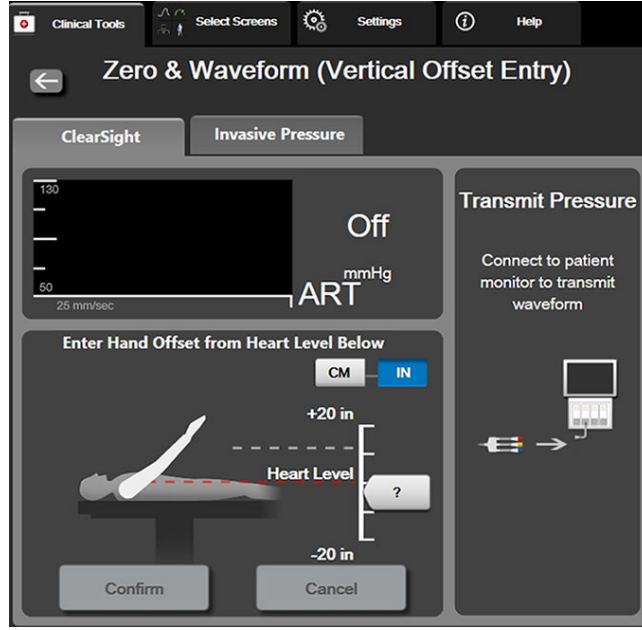 Clinical Tools
Select Screens
Settings
Help
Zero & Waveform (Vertical Offset Entry)
ClearSight
Invasive Pressure
130
50
25 mm/sec
Off
mmHg
ART
Transmit Pressure
Connect to patient
monitor to transmit
waveform
Enter Hand Offset from Heart Level Below
CM
IN
+20 in
Heart Level
?
-20 in
Confirm
Cancel